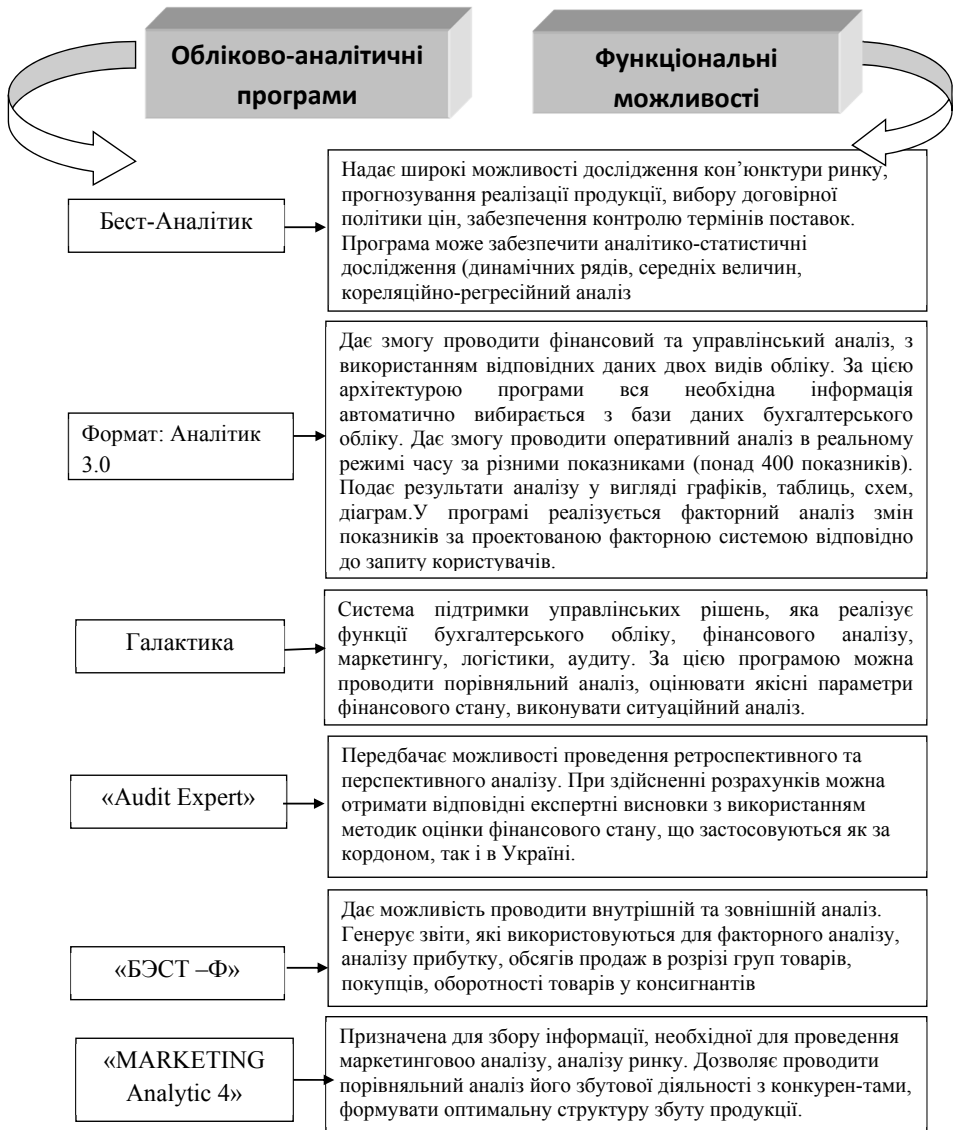 Обліково-аналітичні
програми
Функціональні
можливості
Бест-Аналітик
Надає широкі можливості дослідження кон’юнктури ринку,
прогнозування реалізації продукції, вибору договірної
політики цін, забезпечення контролю термінів поставок.
Програма може забезпечити аналітико-статистичні
дослідження (динамічних рядів, середніх величин,
кореляційно-регресійний аналіз
Формат: Аналітик
3.0
Дає змогу проводити фінансовий та управлінський аналіз, з
використанням відповідних даних двох видів обліку. За цією
архітектурою програми вся необхідна інформація
автоматично вибирається з бази даних бухгалтерського
обліку. Дає змогу проводити оперативний аналіз в реальному
режимі часу за різними показниками (понад 400 показників).
Подає результати аналізу у вигляді графіків, таблиць, схем,
діаграм.У програмі реалізується факторний аналіз змін
показників за проектованою факторною системою відповідно
до запиту користувачів.
Галактика
Система підтримки управлінських рішень, яка реалізує
функції бухгалтерського обліку, фінансового аналізу,
маркетингу, логістики, аудиту. За цією програмою можна
проводити порівняльний аналіз, оцінювати якісні параметри
фінансового стану, виконувати ситуаційний аналіз.
«Audit Expert»
Передбачає можливості проведення ретроспективного та
перспективного аналізу. При здійсненні розрахунків можна
отримати відповідні експертні висновки з використанням
методик оцінки фінансового стану, що застосовуються як за
кордоном, так і в Україні.
«БЭСТ –Ф»
Дає можливість проводити внутрішній та зовнішній аналіз.
Генерує звіти, які використовуються для факторного аналізу,
аналізу прибутку, обсягів продаж в розрізі груп товарів,
покупців, оборотності товарів у консигнантів
«MARKETING
Analytic 4»
Призначена для збору інформації, необхідної для проведення
маркетинговоо аналізу, аналізу ринку. Дозволяє проводити
порівняльний аналіз його збутової діяльності з конкурен-тами,
формувати оптимальну структуру збуту продукції.